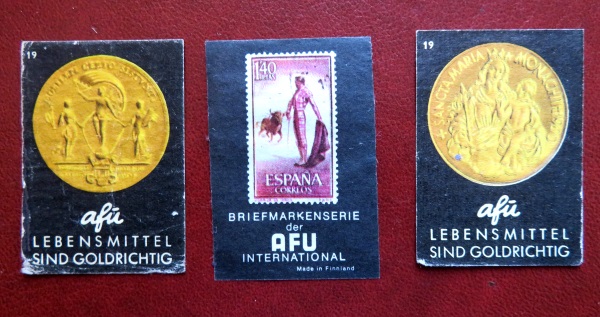 19
afü
LEBENSMITTEL
SIND GOLDRICHTIG
1'40
ESPAÑA
CORREOS
BRIEFMARKENSERIE
der
AFU
INTERNATIONAL
Made in Finnland
19
SANCTA MARIA
afü
LEBENSMITTEL
SIND GOLDRICHTIG